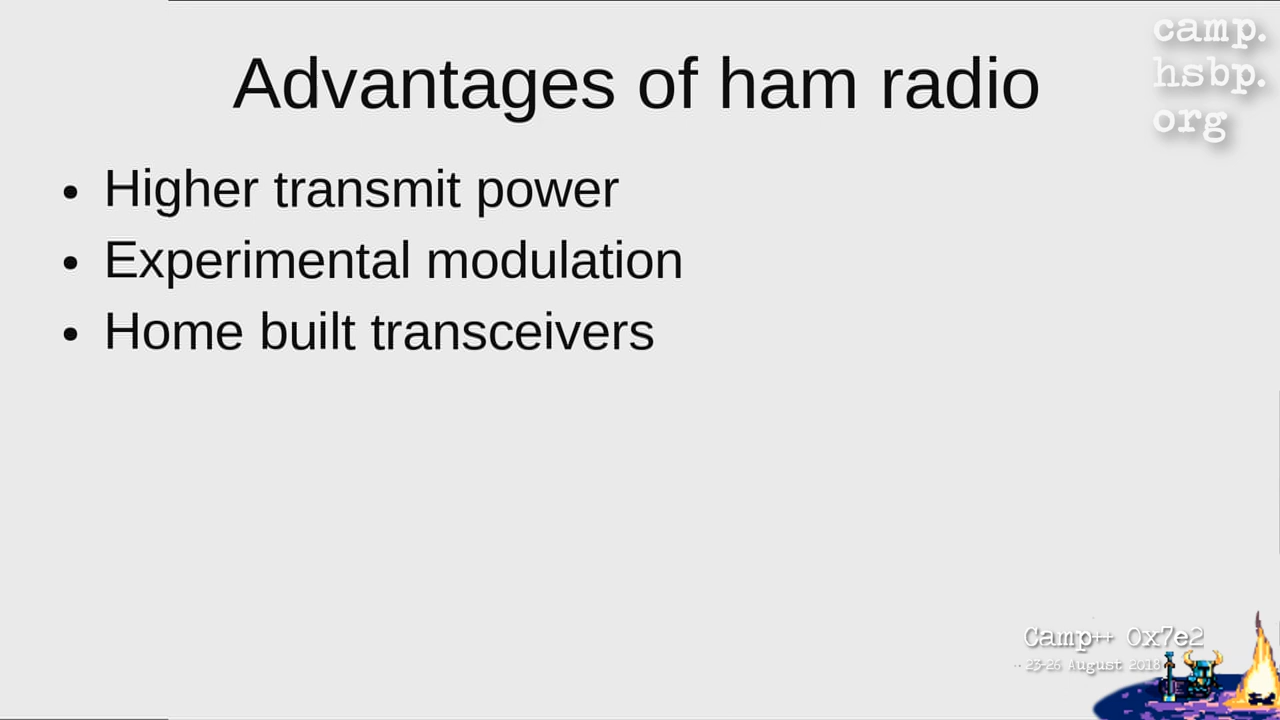 Advantages of ham radio
camp.
hsbp.
org
• Higher transmit power
• Experimental modulation
• Home built transceivers
Camp++ 0x7e2
23-26 August 2018